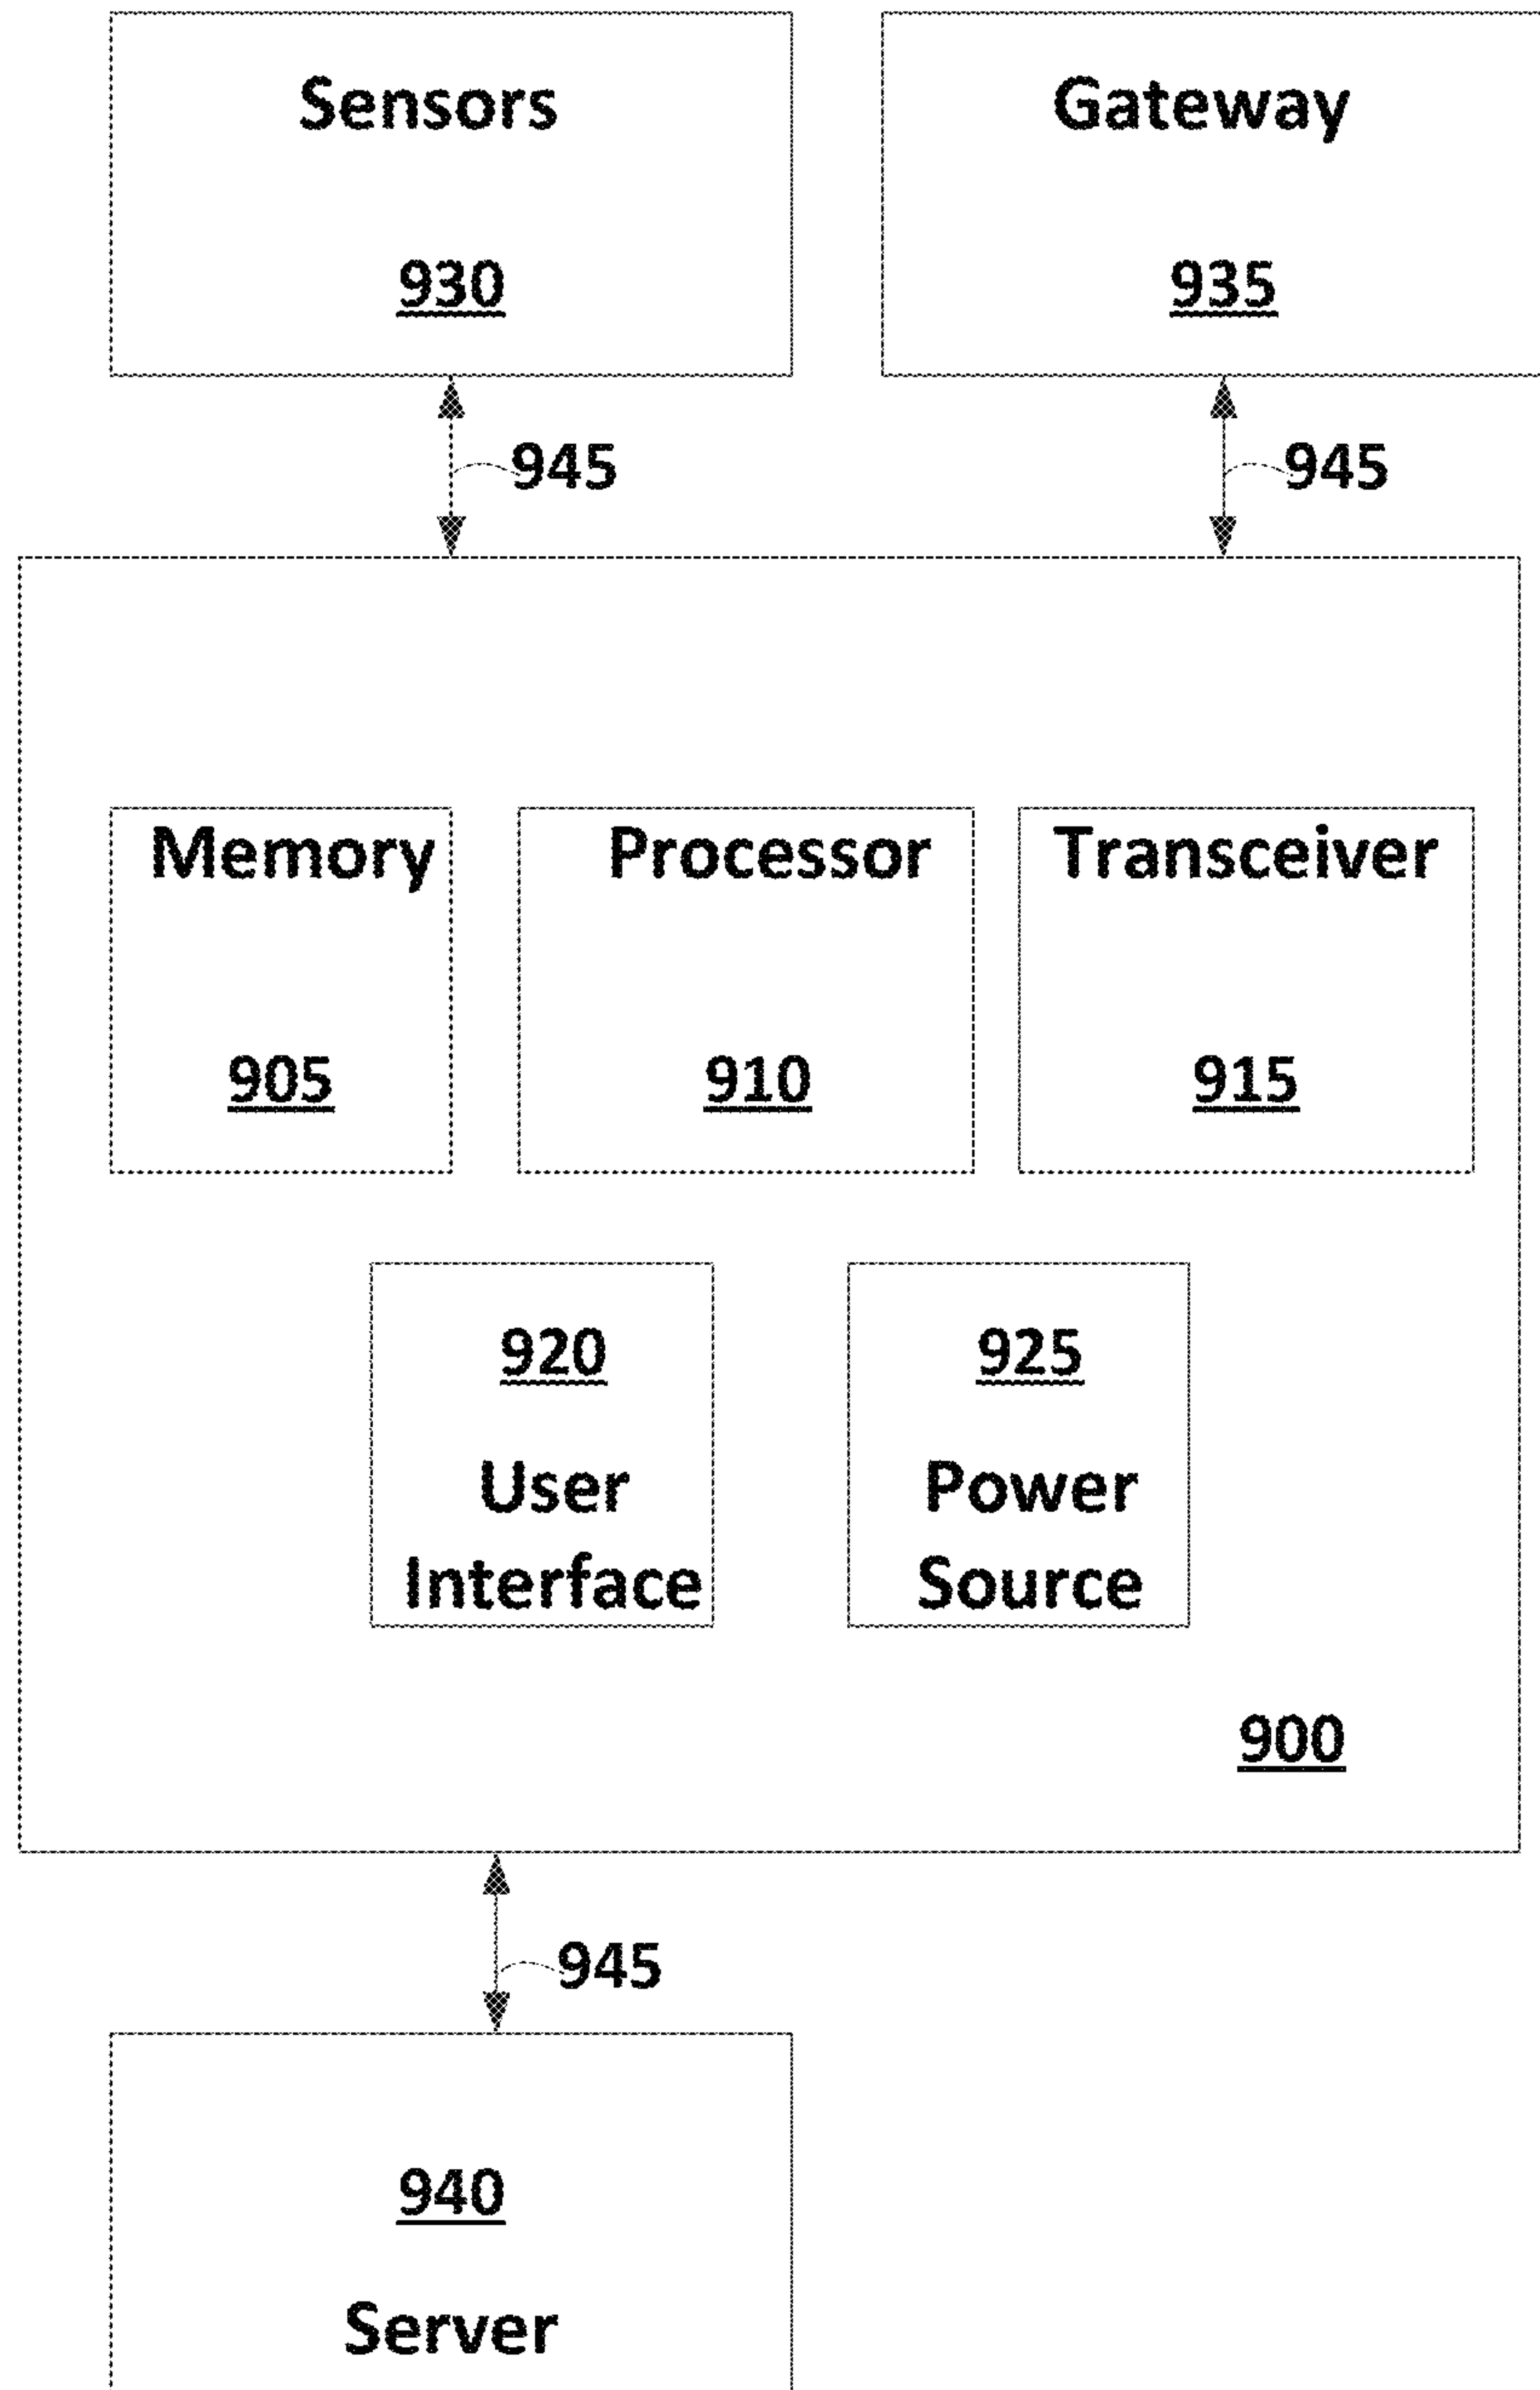 Sensors
930
Gateway
935
945
945
Memory
905
Processor
910
Transceiver
915
920
User
Interface
925
Power
Source
900
945
940
Server